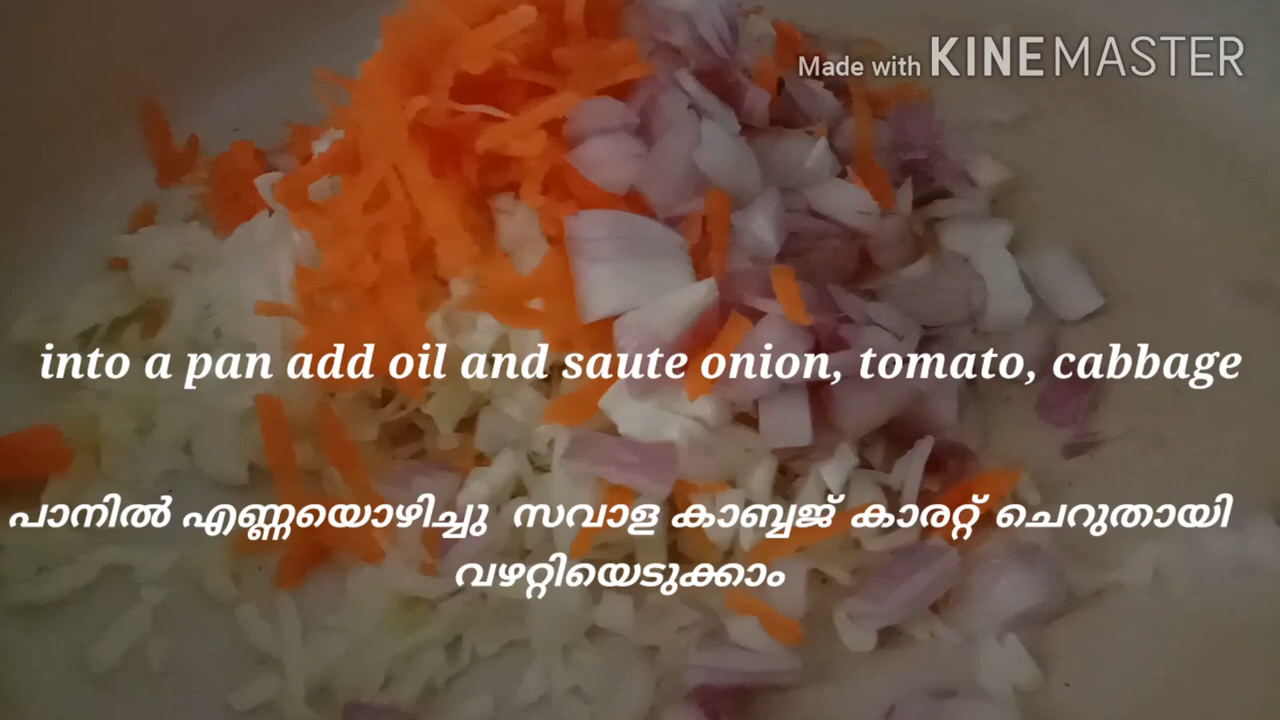 Made with KINEMASTER
into a pan add oil and saute onion, tomato, cabbage
പാനിൽ എണ്ണയൊഴിച്ചു സവാള കാബ്ബജ് കാരറ്റ് ചെറുതായി
വഴറ്റിയെടുക്കാം